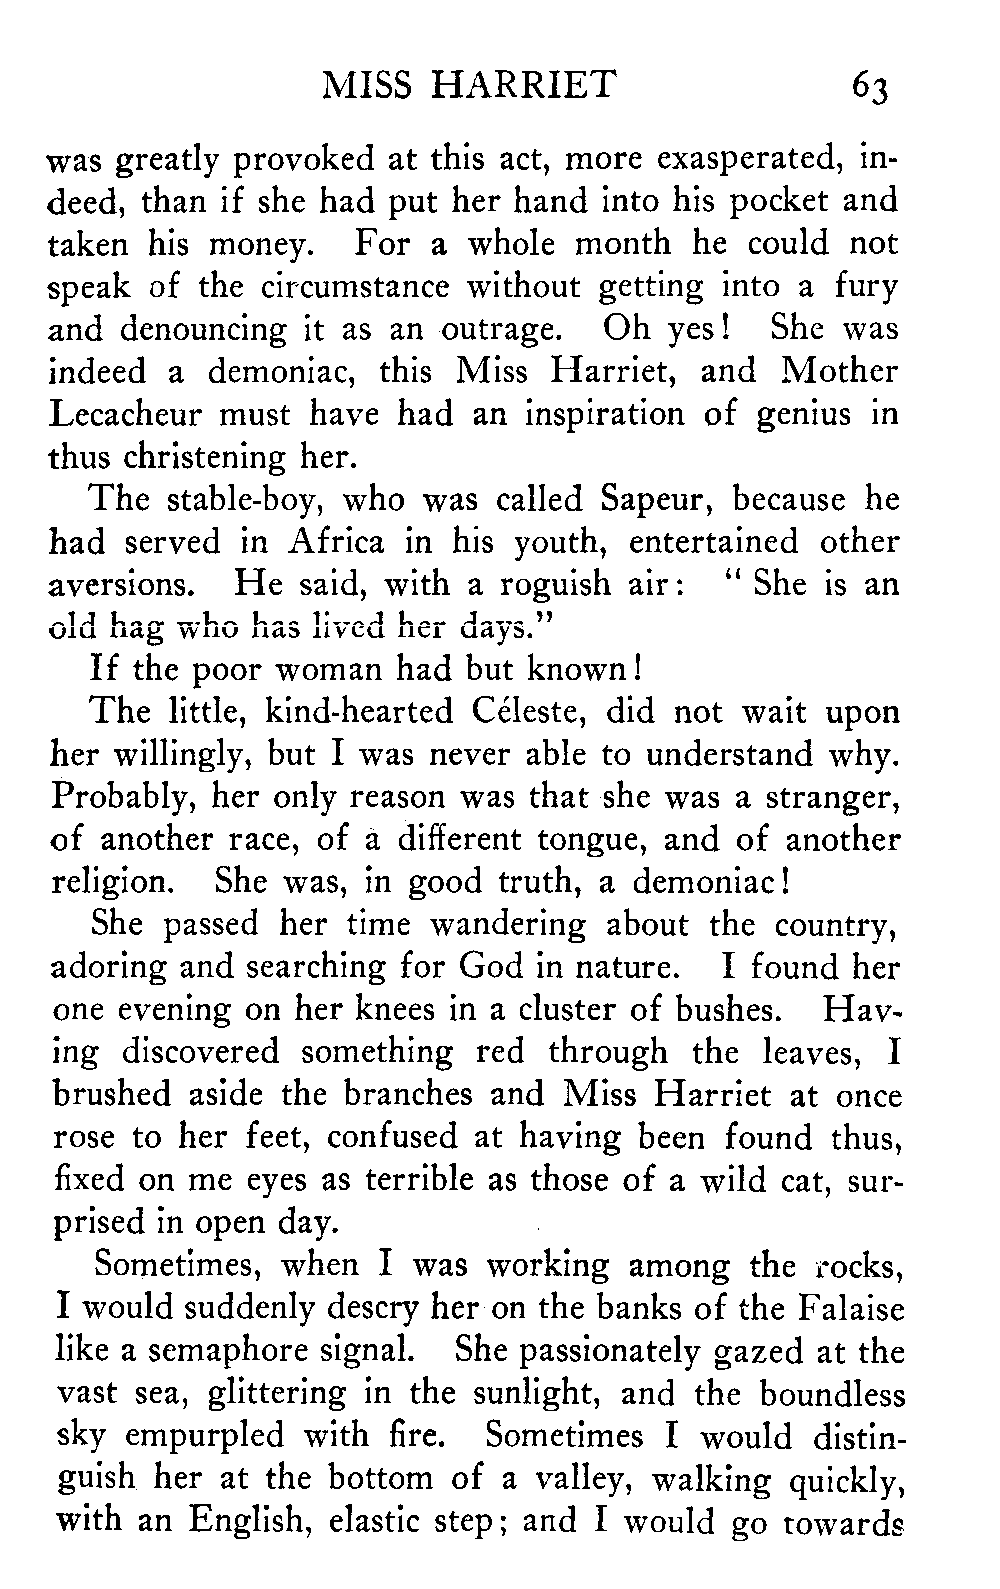 MISS HARRIET 63
was greatly provoked at this act, more exasperated, in-
deed, than if she had put her hand into his pocket and
taken his money. For a whole month he could not
speak of the circumstance without getting into a fury
and denouncing it as an outrage. Oh yes! She was
indeed a demoniac, this Miss Harriet, and Mother
Lecacheur must have had an inspiration of genius in
thus christening her.
The stable-boy, who was called Sapeur, because he
had served in Africa in his youth, entertained other
aversions. He said, with a roguish air: "She is an
old hag who has lived her days."
If the poor woman had but known!
The little, kind-hearted Céleste, did not wait upon
her willingly, but I was never able to understand why.
Probably, her only reason was that she was a stranger,
of another race, of a different tongue, and of another
religion. She was, in good truth, a demoniac!
She passed her time wandering about the country,
adoring and searching for God in nature. I found her
one evening on her knees in a cluster of bushes. Hav-
ing discovered something red through the leaves, I
brushed aside the branches and Miss Harriet at once
rose to her feet, confused at having been found thus,
fixed on me eyes as terrible as those of a wild cat, sur-
prised in open day.
Sometimes, when I was working among the rocks,
I would suddenly descry her on the banks of the Falaise
like a semaphore signal. She passionately gazed at the
vast sea, glittering in the sunlight, and the boundless
sky empurpled with fire. Sometimes I would distin-
guish her at the bottom of a valley, walking quickly,
with an English, elastic step; and I would go towards